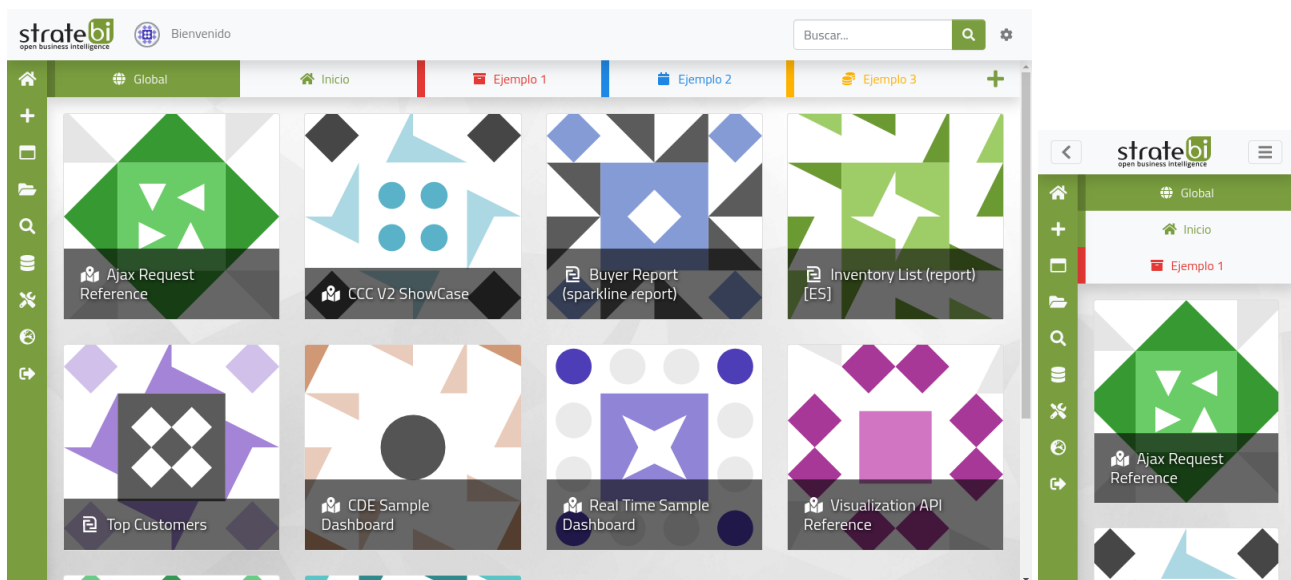 stratebi
open business intelligence
Bienvenido
Buscar...
Global
Inicio
Ejemplo 1
Ejemplo 2
Ejemplo 3
Ajax Request
Reference
CCC V2 ShowCase
Buyer Report
(sparkline report)
Inventory List (report)
[ES]
Top Customers
CDE Sample
Dashboard
Real Time Sample
Dashboard
Visualization API
Reference
stratebi
open business intelligence
Global
Inicio
Ejemplo 1
Ajax Request
Reference